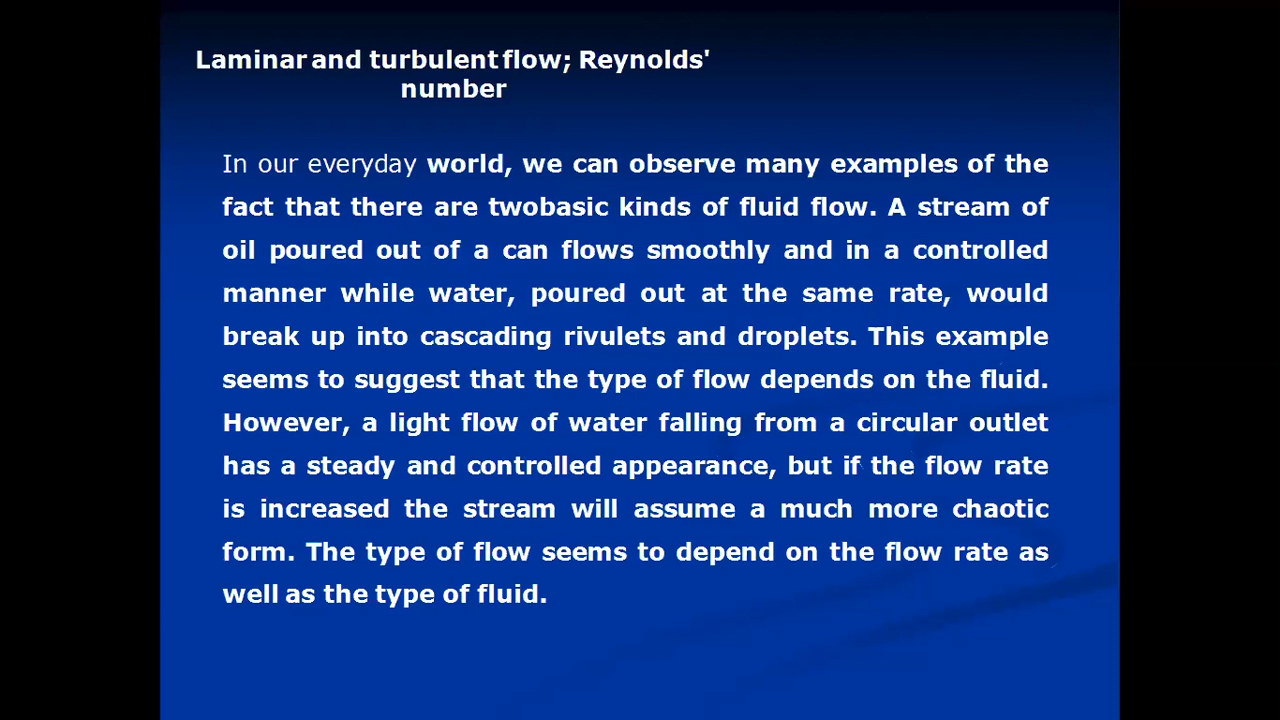 Laminar and turbulent flow; Reynolds'
number
In our everyday world, we can observe many examples of the
fact that there are twobasic kinds of fluid flow. A stream of
oil poured out of a can flows smoothly and in a controlled
manner while water, poured out at the same rate, would
break up into cascading rivulets and droplets. This example
seems to suggest that the type of flow depends on the fluid.
However, a light flow of water falling from a circular outlet
has a steady and controlled appearance, but if the flow rate
is increased the stream will assume a much more chaotic
form. The type of flow seems to depend on the flow rate as
well as the type of fluid.